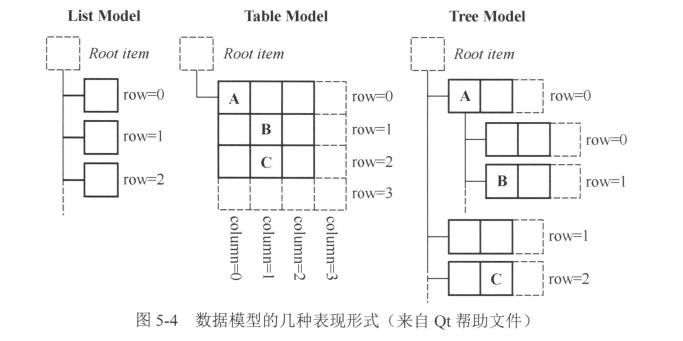 List Model
Table Model
Tree Model
Root item
row=0
row=1
row=2
Root item
A
B
C
row=0
row=1
row=2
row=3
column=0
column=1
column=2
column=3
Root item
A
row=0
row=0
B
row=1
row=1
C
row=2
图 5-4 数据模型的几种表现形式（来自 Qt 帮助文件）